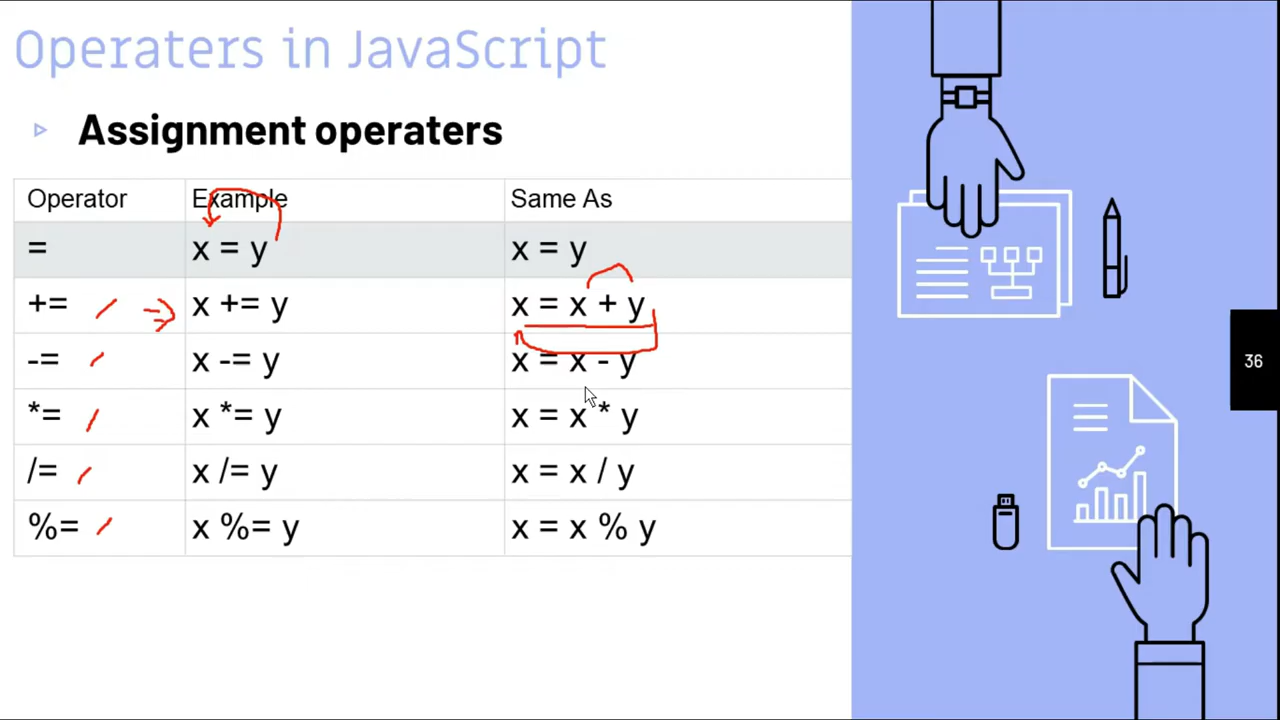 Operaters in JavaScript
▹ Assignment operaters
Operator Example Same As
= x = y x = y
+= x += y x = x + y
-= x -= y x = x - y
*= x *= y x = x * y
/= x /= y x = x / y
%= x %= y x = x % y
36